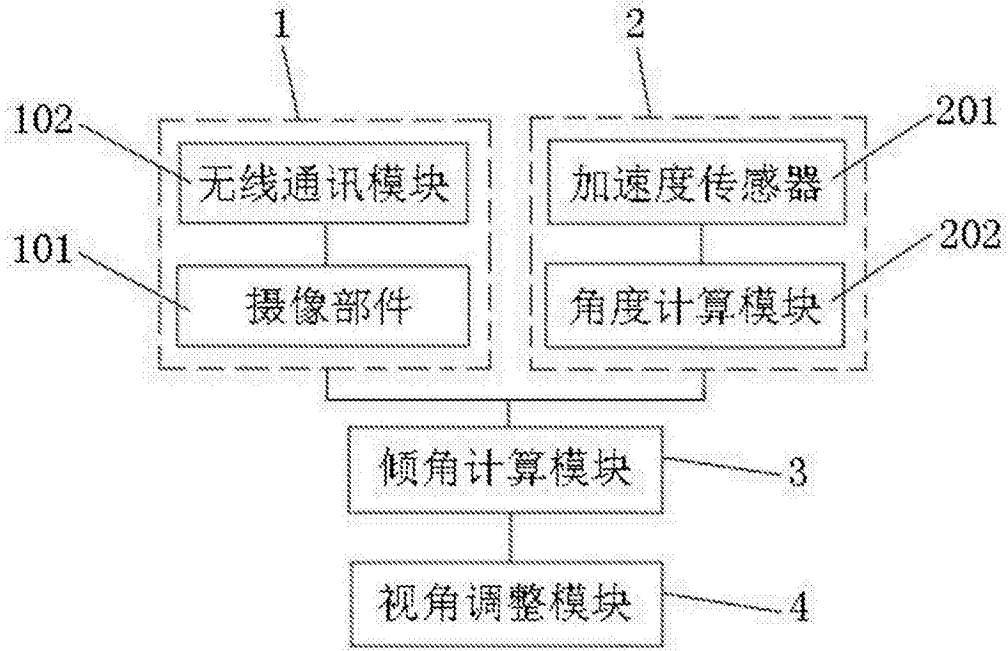 1
2
102
无线通讯模块
101
摄像部件
201
加速度传感器
202
角度计算模块
倾角计算模块
3
视角调整模块
4